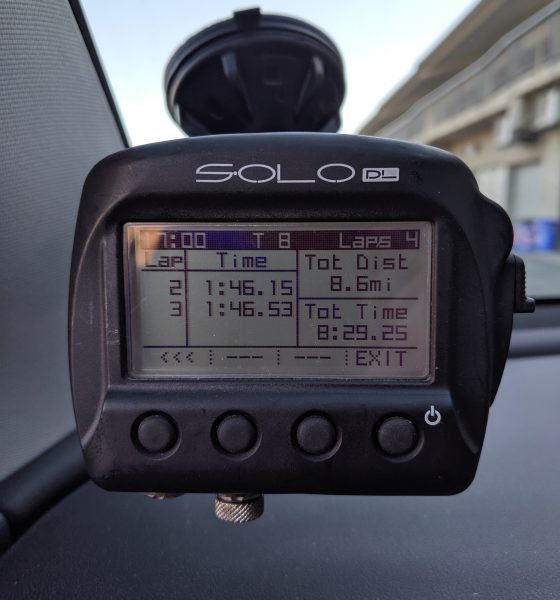 SOLO DL
7:00 T 8 Laps 4
Lap Time Tot Dist
8.6mi
2 1:46.15
3 1:46.53 Tot Time
8:29.25
<<< --- --- EXIT